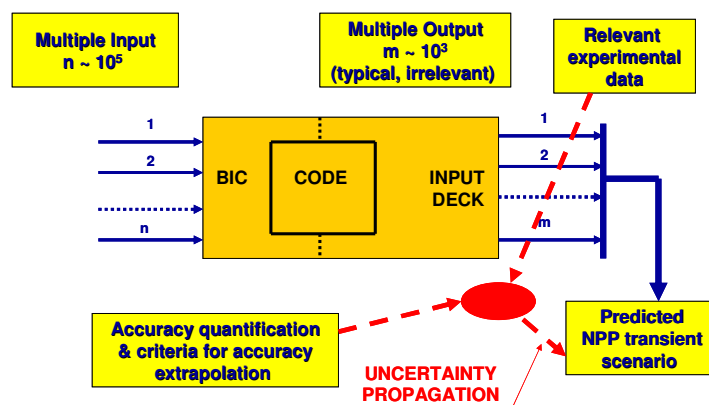 Multiple Input
n ~ 10⁵
Multiple Output
m ~ 10³
(typical, irrelevant)
Relevant
experimental
data
1
2
n
BIC
CODE
INPUT
DECK
1
2
m
Accuracy quantification
& criteria for accuracy
extrapolation
UNCERTAINTY
PROPAGATION
Predicted
NPP transient
scenario